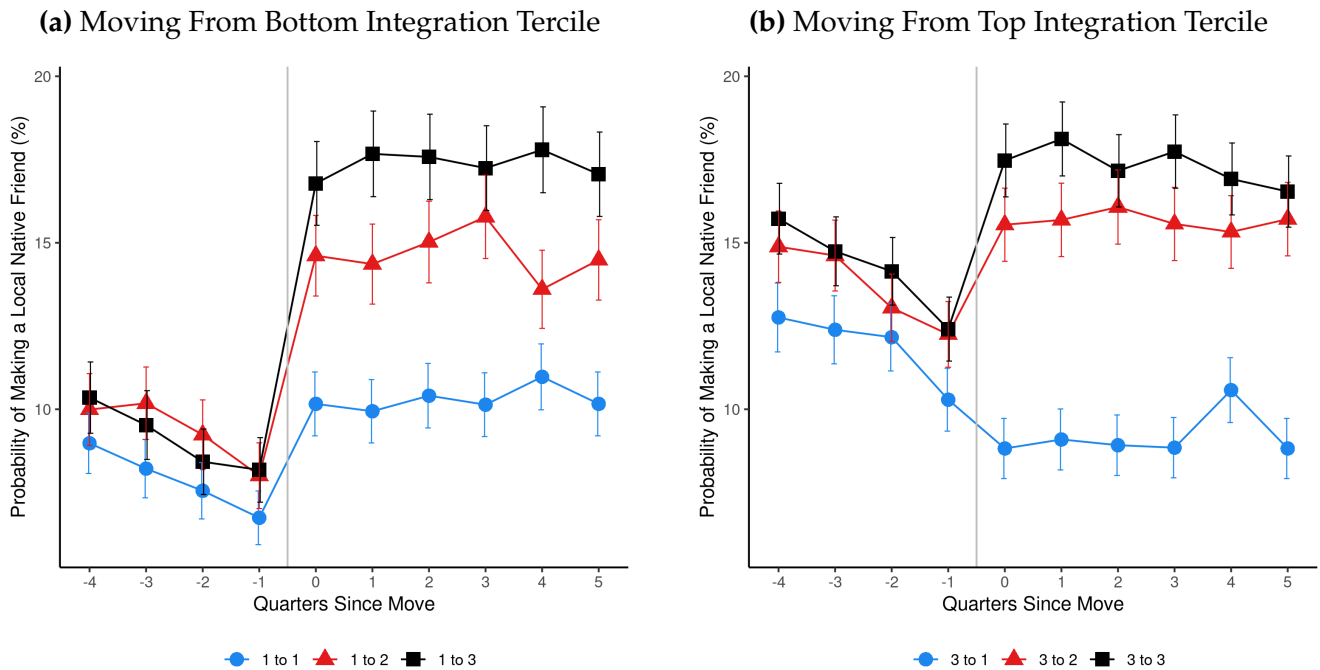 (a) Moving From Bottom Integration Tercile
Probability of Making a Local Native Friend (%)
20
15
10
-4 -3 -2 -1 0 1 2 3 4 5
Quarters Since Move
1 to 1 1 to 2 1 to 3
(b) Moving From Top Integration Tercile
Probability of Making a Local Native Friend (%)
20
15
10
-4 -3 -2 -1 0 1 2 3 4 5
Quarters Since Move
3 to 1 3 to 2 3 to 3